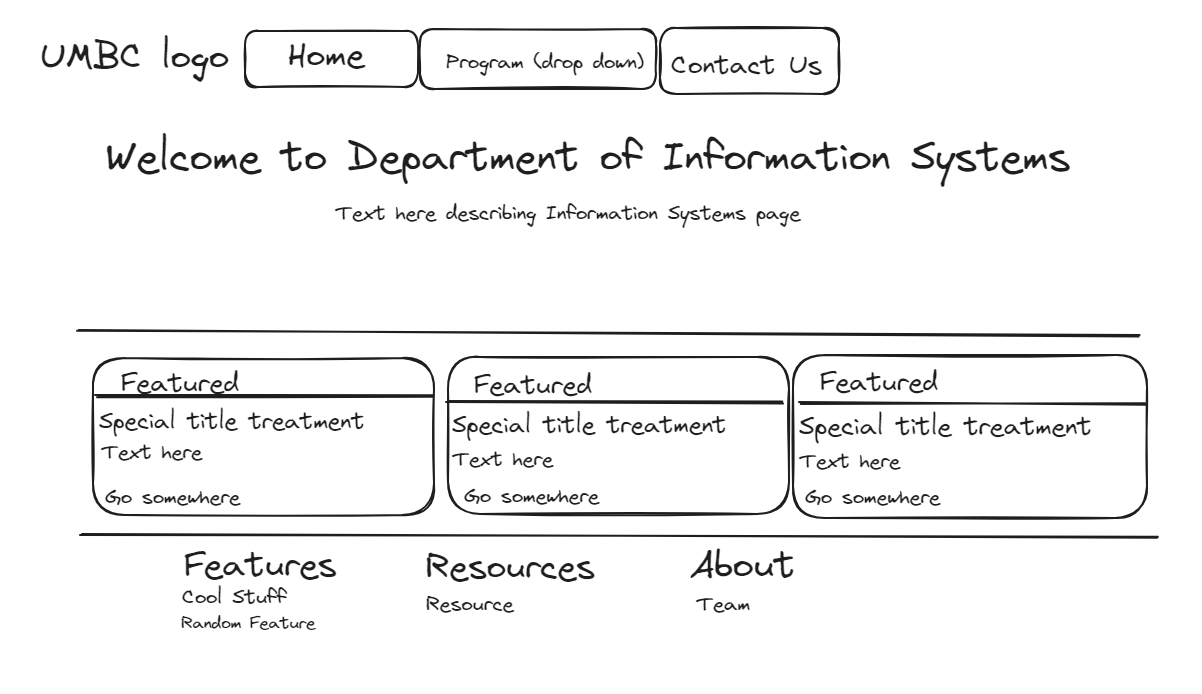 UMBC logo Home Program (drop down) Contact Us
Welcome to Department of Information Systems
Text here describing Information Systems page
Featured Featured Featured
Special title treatment Special title treatment Special title treatment
Text here Text here Text here
Go somewhere Go somewhere Go somewhere
Features Resources About
Cool Stuff Resource Team
Random Feature